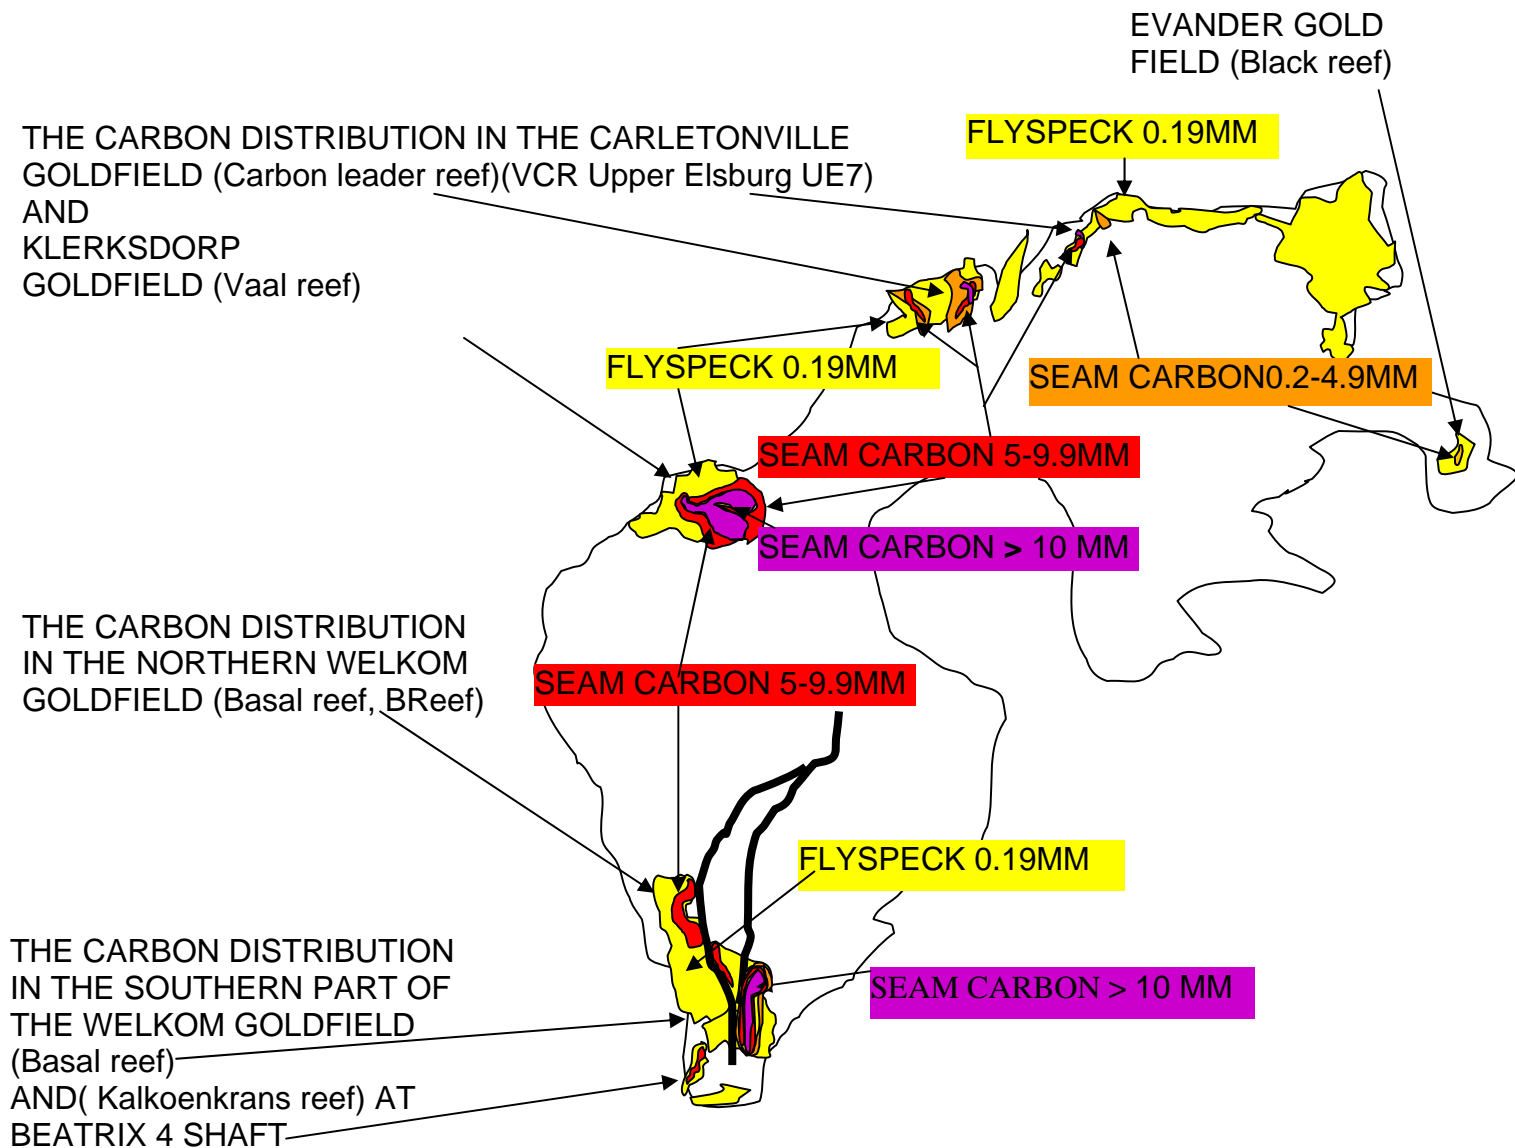 EVANDER GOLD
FIELD (Black reef)
THE CARBON DISTRIBUTION IN THE CARLETONVILLE
GOLDFIELD (Carbon leader reef)(VCR Upper Elsburg UE7)
AND
KLERKSDORP
GOLDFIELD (Vaal reef)
FLYSPECK 0.19MM
FLYSPECK 0.19MM
SEAM CARBON0.2-4.9MM
SEAM CARBON 5-9.9MM
SEAM CARBON > 10 MM
THE CARBON DISTRIBUTION
IN THE NORTHERN WELKOM
GOLDFIELD (Basal reef, BReef)
SEAM CARBON 5-9.9MM
FLYSPECK 0.19MM
THE CARBON DISTRIBUTION
IN THE SOUTHERN PART OF
THE WELKOM GOLDFIELD
(Basal reef)
AND( Kalkoenkrans reef) AT
BEATRIX 4 SHAFT
SEAM CARBON > 10 MM